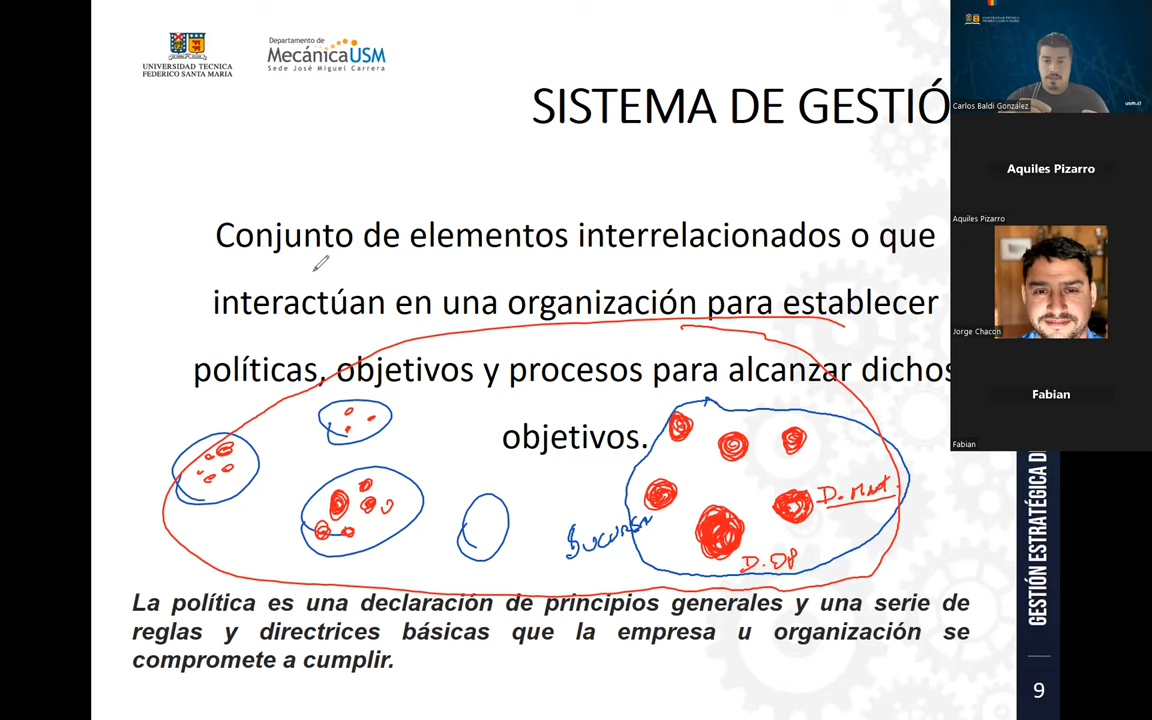 UNIVERSIDAD TECNICA
FEDERICO SANTA MARIA
Departamento de
MecánicaUSM
Sede José Miguel Carrera
SISTEMA DE GESTIÓ
Conjunto de elementos interrelacionados o que
interactúan en una organización para establecer
políticas, objetivos y procesos para alcanzar dichos
objetivos.
D. Mat.
D. OP
La política es una declaración de principios generales y una serie de
reglas y directrices básicas que la empresa u organización se
compromete a cumplir.
GESTIÓN ESTRATÉGICA DE
9
Carlos Baldi González
usm.cl
Aquiles Pizarro
Aquiles Pizarro
Jorge Chacon
Fabian
Fabian